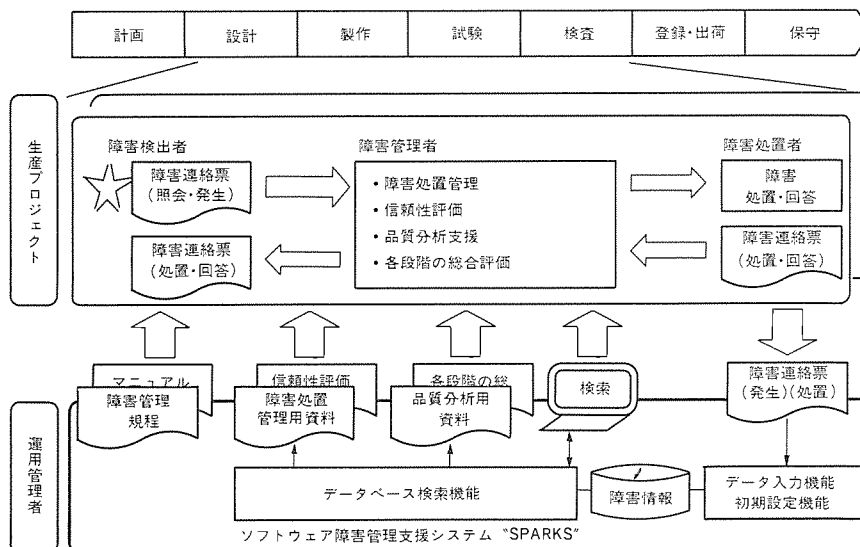 計画 設計 製作 試験 検査 登録・出荷 保守
生産プロジェクト
障害検出者
障害連絡票
(照会・発生)
障害連絡票
(処置・回答)
障害管理者
・障害処置管理
・信頼性評価
・品質分析支援
・各段階の総合評価
障害処置者
障害
処置・回答
障害連絡票
(処置・回答)
運用管理者
マニュアル
障害管理
規程
信頼性評価
障害処置
管理用資料
各段階の総
品質分析用
資料
検索
障害連絡票
(発生)(処置)
データベース検索機能
障害情報
データ入力機能
初期設定機能
ソフトウェア障害管理支援システム “SPARKS”